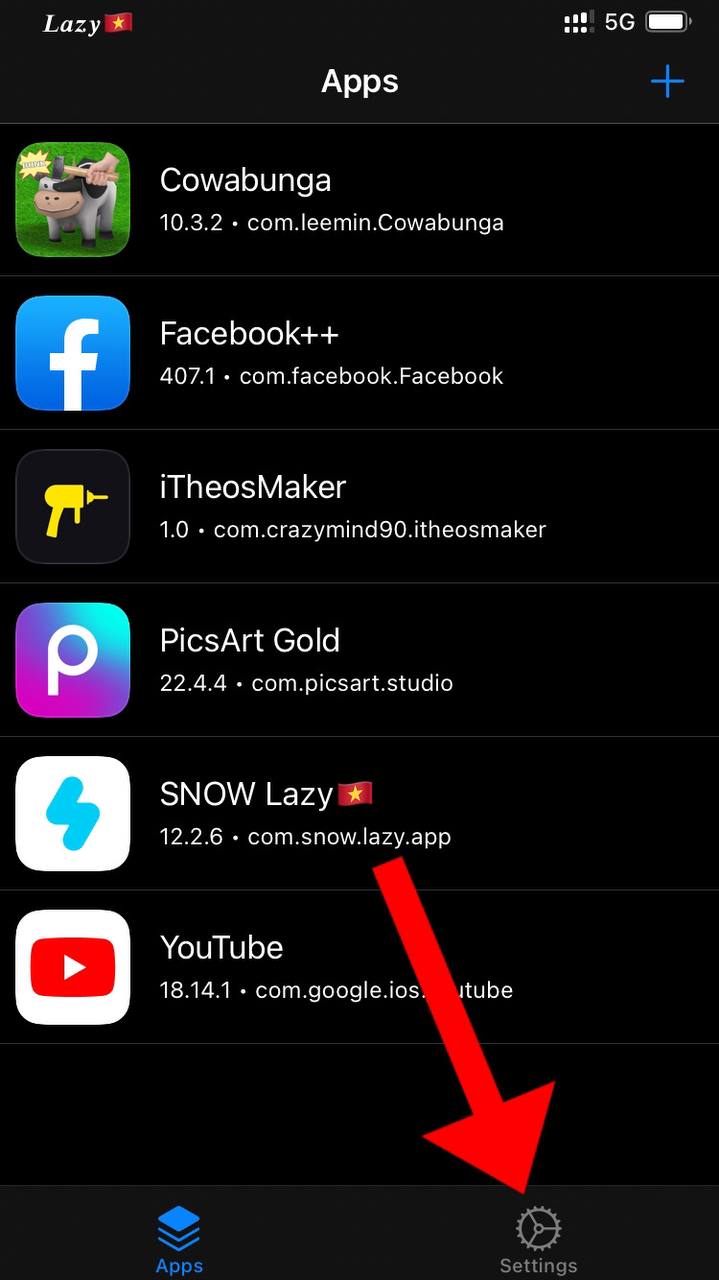 Lazy🇻🇳 5G
Apps
Cowabunga
10.3.2 • com.leemin.Cowabunga
Facebook++
407.1 • com.facebook.Facebook
iTheosMaker
1.0 • com.crazymind90.itheosmaker
PicsArt Gold
22.4.4 • com.picsart.studio
SNOW Lazy🇻🇳
12.2.6 • com.snow.lazy.app
YouTube
18.14.1 • com.google.ios.
Apps Settings